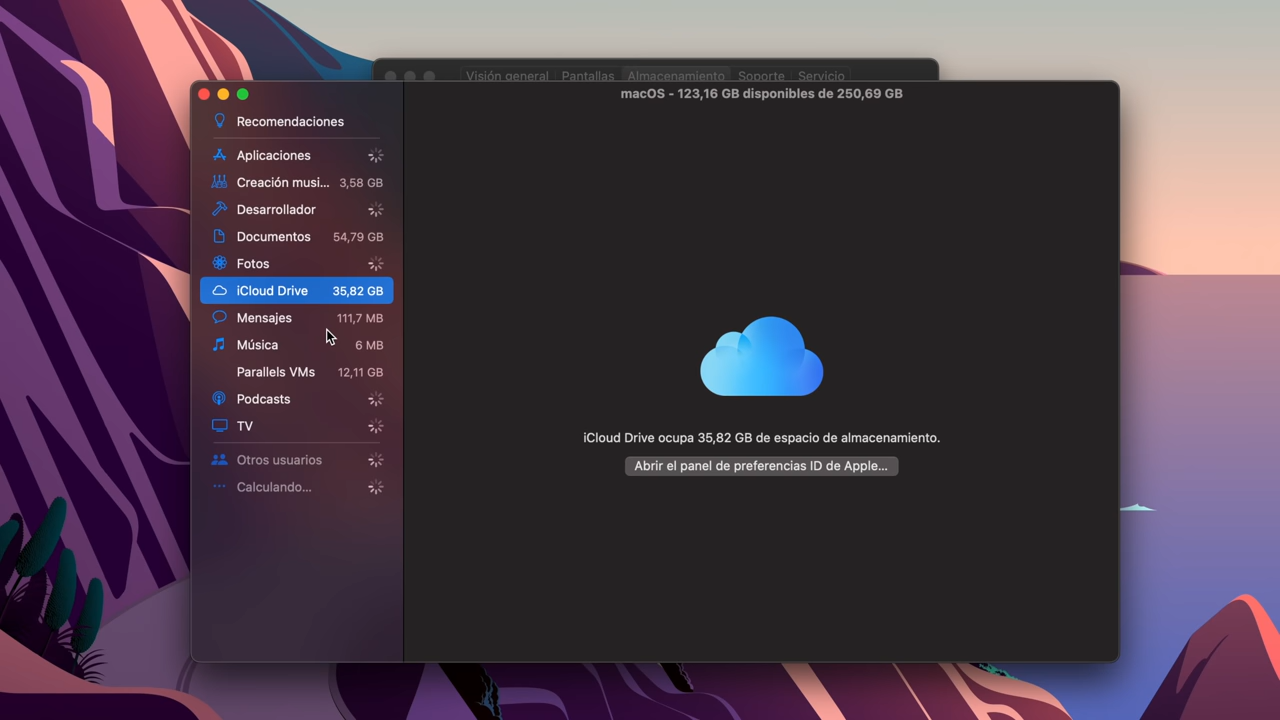 Visión general Pantallas Almacenamiento Soporte Servicio
macOS - 123,16 GB disponibles de 250,69 GB
Recomendaciones
Aplicaciones
Creación musi... 3,58 GB
Desarrollador
Documentos 54,79 GB
Fotos
iCloud Drive 35,82 GB
Mensajes 111,7 MB
Música 6 MB
Parallels VMs 12,11 GB
Podcasts
TV
Otros usuarios
Calculando...
iCloud Drive ocupa 35,82 GB de espacio de almacenamiento.
Abrir el panel de preferencias ID de Apple...